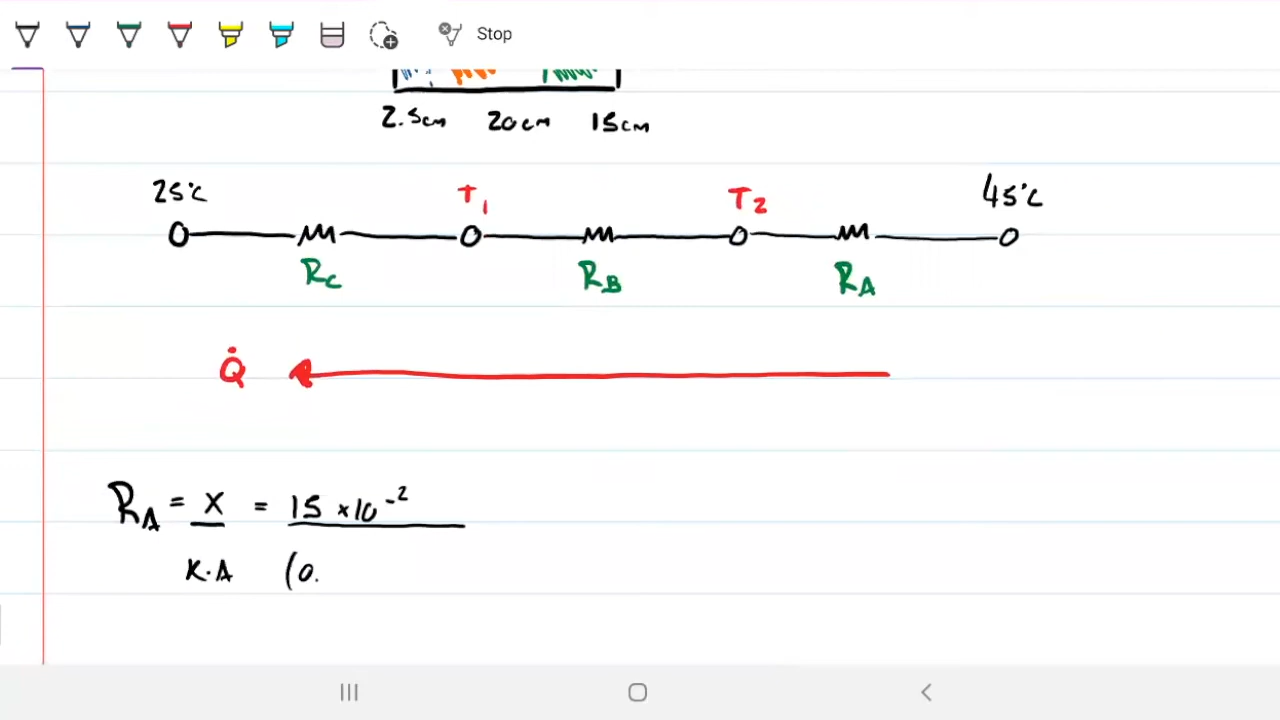 Stop
2.5cm 20cm 15cm
25°C T1 T2 45°C
RC RB RA
Q̇
RA = X = 15 ×10⁻²
K·A (0.